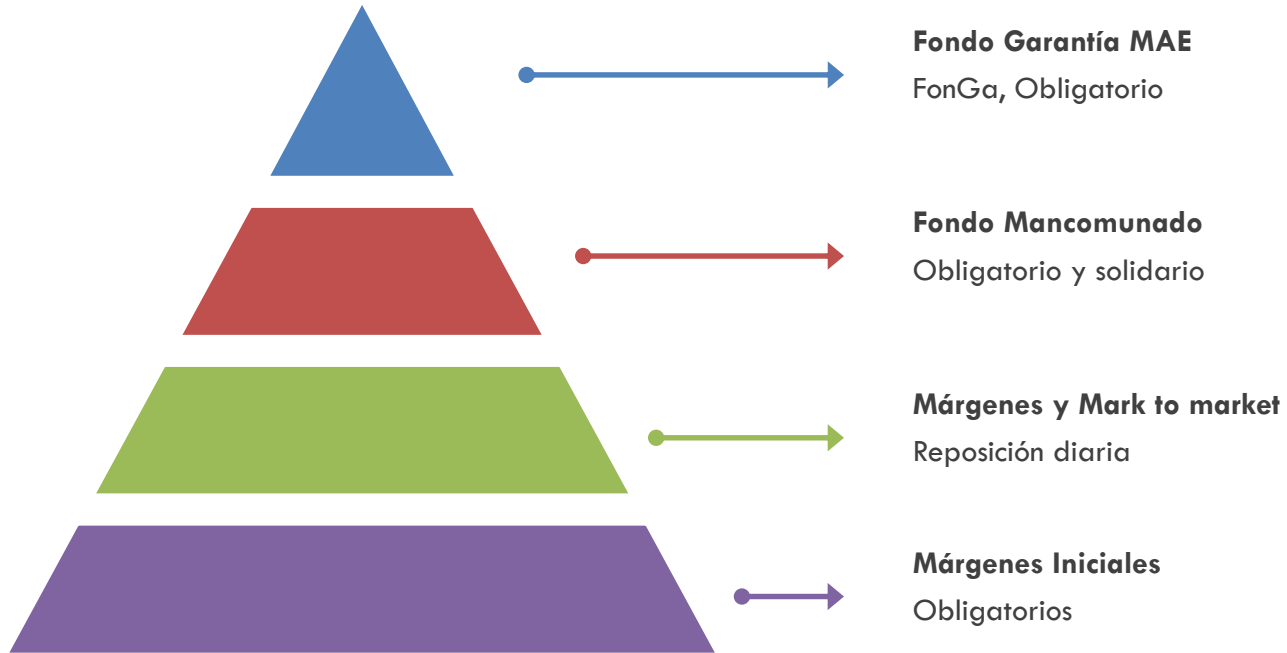 Fondo Garantía MAE
FonGa, Obligatorio
Fondo Mancomunado
Obligatorio y solidario
Márgenes y Mark to market
Reposición diaria
Márgenes Iniciales
Obligatorios